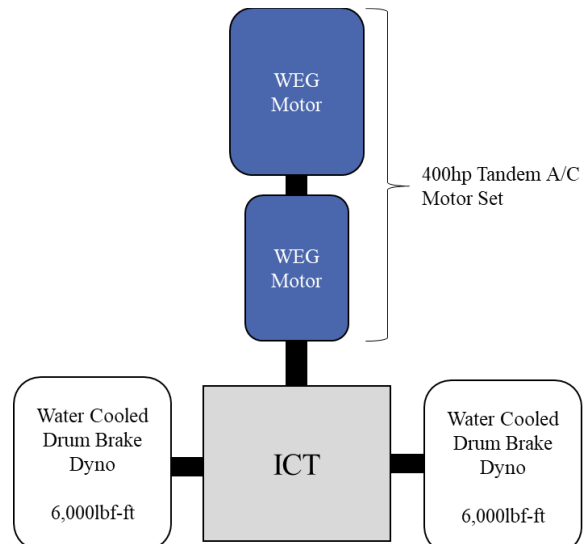 WEG
Motor
WEG
Motor
400hp Tandem A/C
Motor Set
Water Cooled
Drum Brake
Dyno
6,000lbf-ft
ICT
Water Cooled
Drum Brake
Dyno
6,000lbf-ft